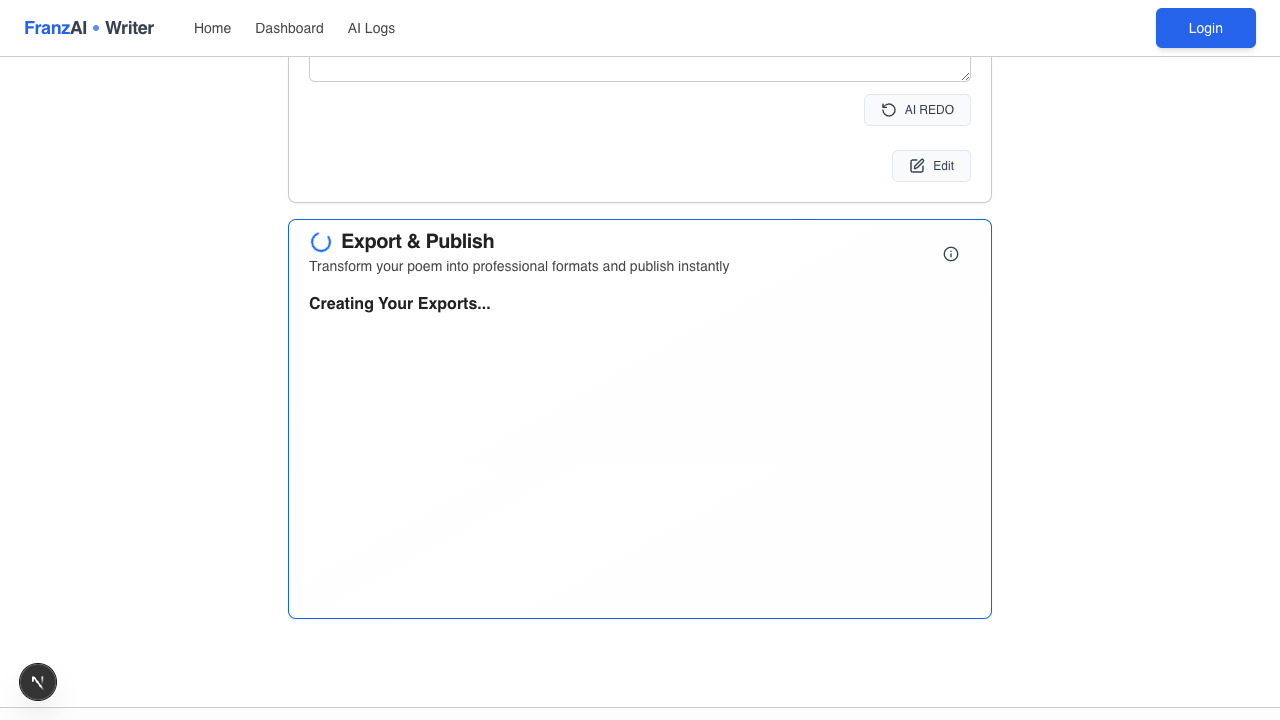 FranzAI • Writer
Home
Dashboard
AI Logs
Login
AI REDO
Edit
Export & Publish
Transform your poem into professional formats and publish instantly
Creating Your Exports...